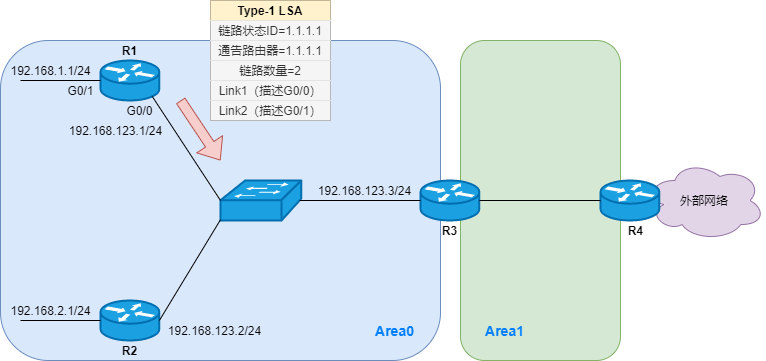 Type-1 LSA
链路状态ID=1.1.1.1
通告路由器=1.1.1.1
链路数量=2
Link1（描述G0/0）
Link2（描述G0/1）
R1
192.168.1.1/24
G0/1
G0/0
192.168.123.1/24
192.168.123.3/24
R3
R4
外部网络
192.168.2.1/24
R2
192.168.123.2/24
Area0
Area1